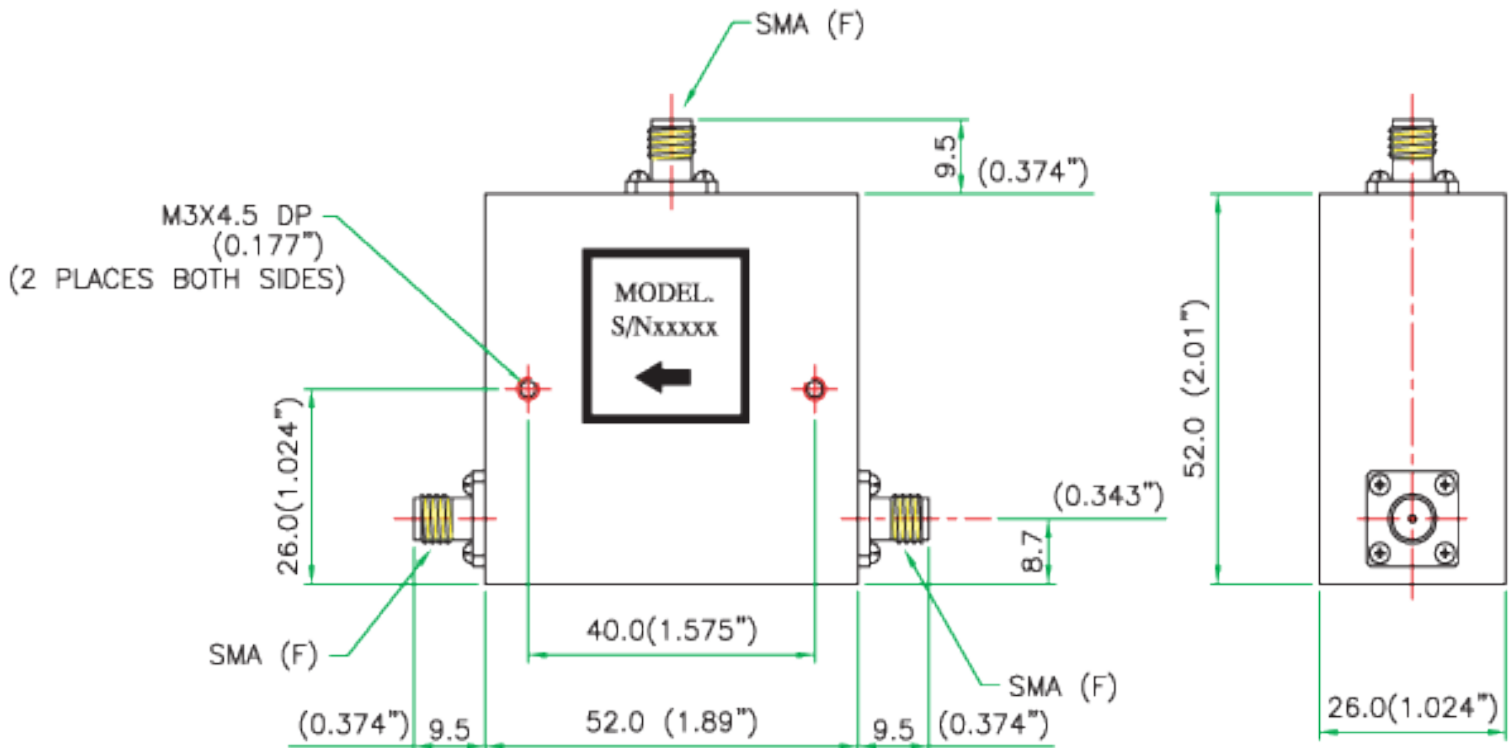 SMA (F)
9.5
(0.374")
M3X4.5 DP
(0.177")
(2 PLACES BOTH SIDES)
MODEL.
S/Nxxxxx
26.0(1.024")
52.0 (2.01")
(0.343")
8.7
40.0(1.575")
SMA (F)
SMA (F)
(0.374") 9.5
52.0 (1.89")
9.5 (0.374")
26.0(1.024")